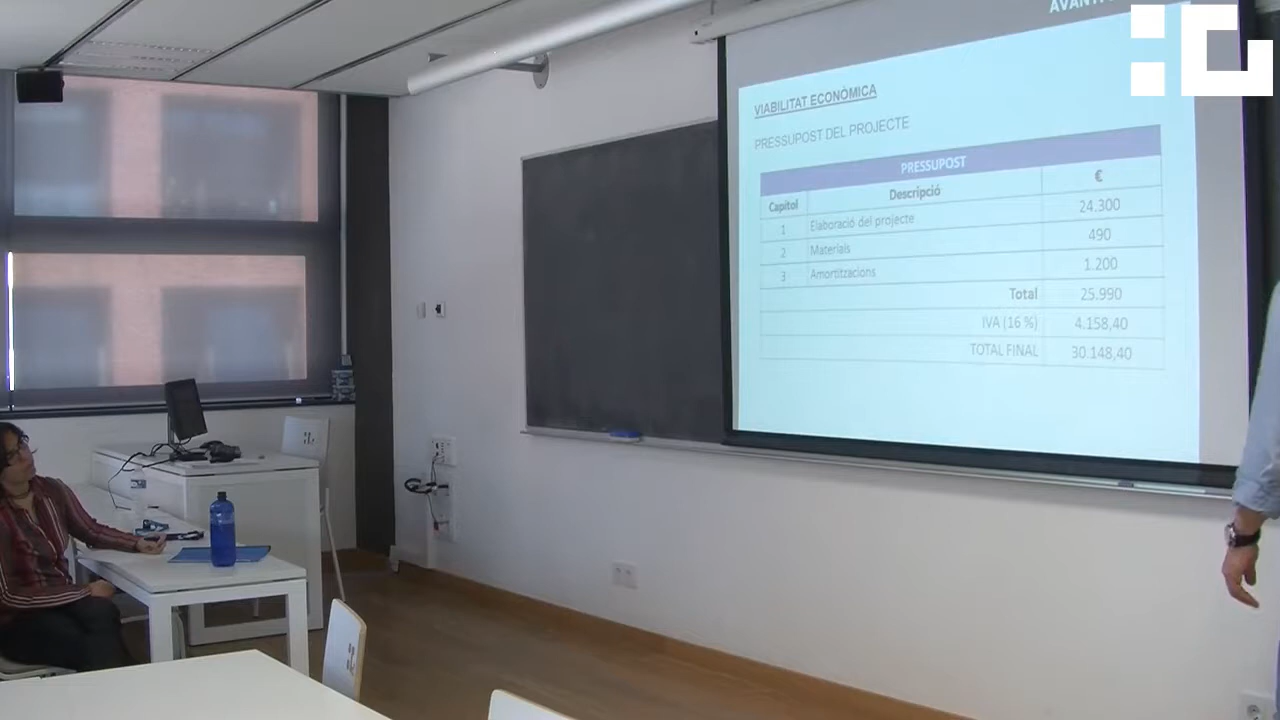 VIABILITAT ECONÒMICA
PRESSUPOST DEL PROJECTE
PRESSUPOST
Capítol Descripció €
1 Elaboració del projecte 24.300
2 Materials 490
3 Amortitzacions 1.200
Total 25.990
IVA (16 %) 4.158,40
TOTAL FINAL 30.148,40